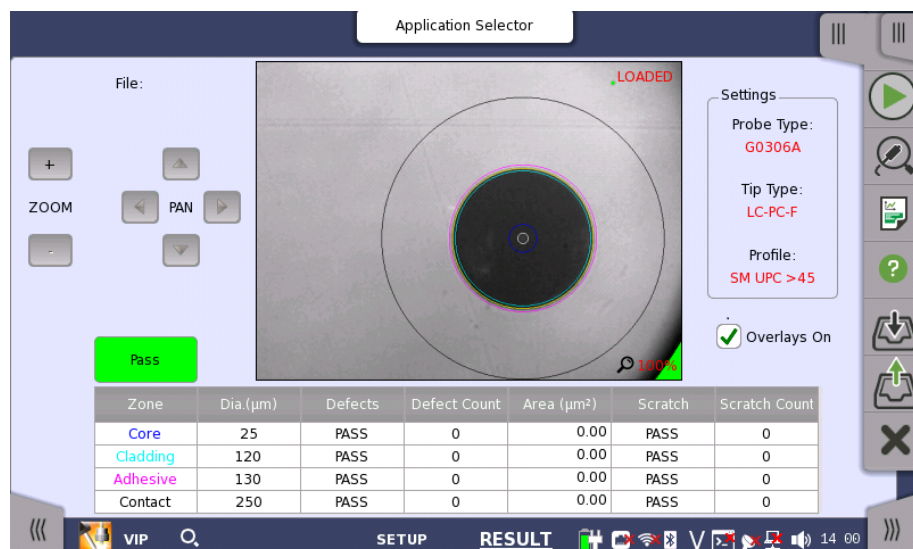 Application Selector
File:
LOADED
Settings
Probe Type:
G0306A
Tip Type:
LC-PC-F
Profile:
SM UPC >45
+
ZOOM
-
PAN
Overlays On
100%
Pass
Zone Dia.(µm) Defects Defect Count Area (µm²) Scratch Scratch Count
Core 25 PASS 0 0.00 PASS 0
Cladding 120 PASS 0 0.00 PASS 0
Adhesive 130 PASS 0 0.00 PASS 0
Contact 250 PASS 0 0.00 PASS 0
VIP SETUP RESULT V 14 00